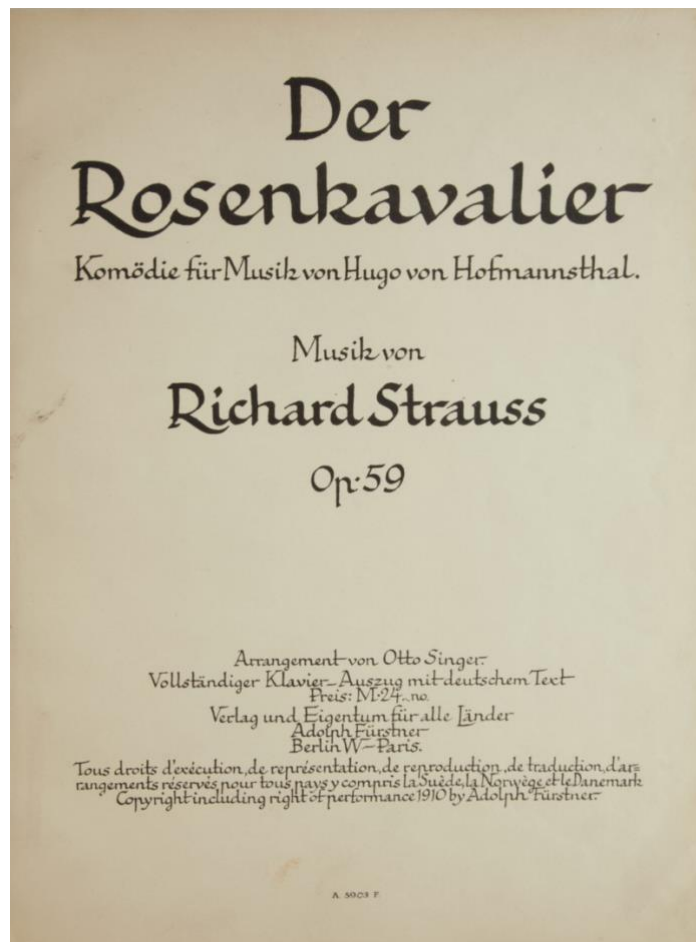 Der
Rosenkavalier
Komödie für Musik von Hugo von Hofmannsthal.
Musik von
Richard Strauss
Op. 59
Arrangement von Otto Singer.
Vollständiger Klavier-Auszug mit deutschem Text
Preis: M. 24._ no.
Verlag und Eigentum für alle Länder
Adolph Fürstner
Berlin W-Paris.
Tous droits d'exécution, de représentation, de reproduction, de traduction, d'ar=
rangements réservés pour tous pays y compris la Suède, la Norwège et le Danemark
Copyright including right of performance 1910 by Adolph Fürstner.
A. 5903 F.